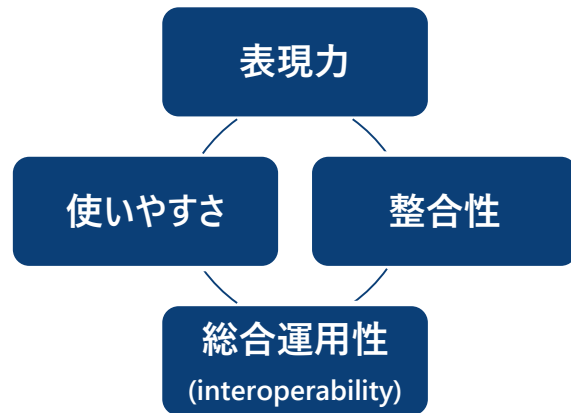 表現力
使いやすさ
整合性
総合運用性
(interoperability)